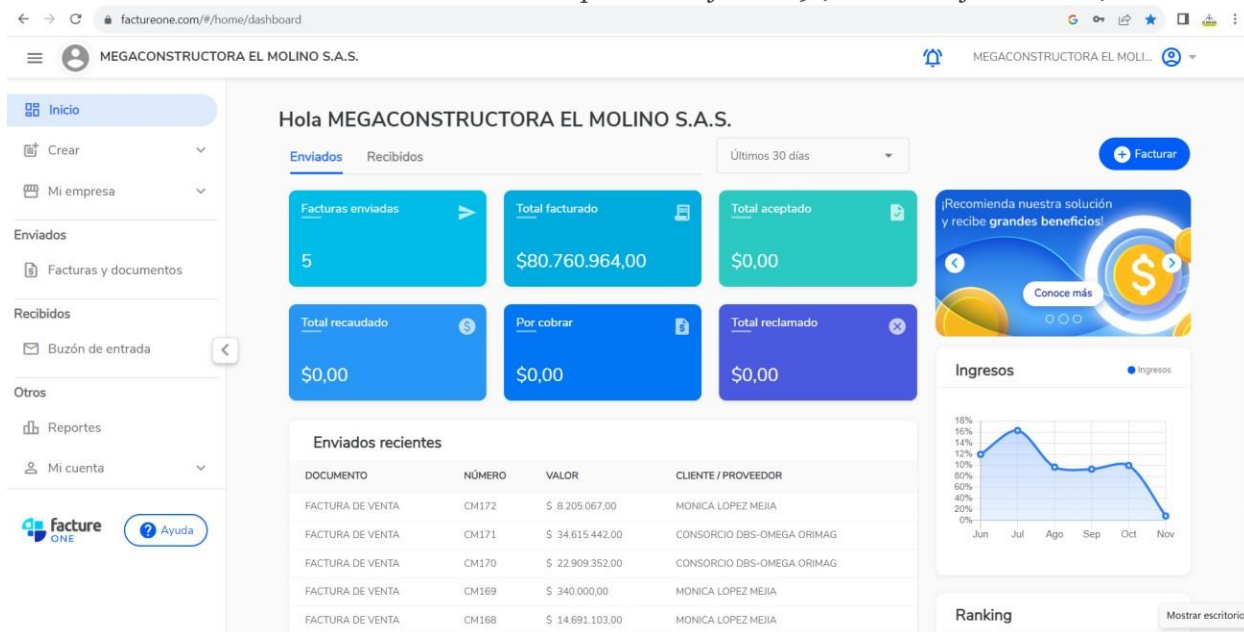 factureone.com/#/home/dashboard
MEGACONSTRUCTORA EL MOLINO S.A.S.
MEGACONSTRUCTORA EL MOLI...
Inicio
Crear
Mi empresa
Enviados
Facturas y documentos
Recibidos
Buzón de entrada
Otros
Reportes
Mi cuenta
facture
ONE
Ayuda
Hola MEGACONSTRUCTORA EL MOLINO S.A.S.
Enviados Recibidos
Últimos 30 días
Facturar
Facturas enviadas
5
Total facturado
$80.760.964,00
Total aceptado
$0,00
Total recaudado
$0,00
Por cobrar
$0,00
Total reclamado
$0,00
¡Recomienda nuestra solución
y recibe grandes beneficios!
Conoce más
Enviados recientes
DOCUMENTO NÚMERO VALOR CLIENTE / PROVEEDOR
FACTURA DE VENTA CM172 $ 8.205.067,00 MONICA LOPEZ MEJIA
FACTURA DE VENTA CM171 $ 34.615.442,00 CONSORCIO DBS-OMEGA ORIMAG
FACTURA DE VENTA CM170 $ 22.909.352,00 CONSORCIO DBS-OMEGA ORIMAG
FACTURA DE VENTA CM169 $ 340.000,00 MONICA LOPEZ MEJIA
FACTURA DE VENTA CM168 $ 14.691.103,00 MONICA LOPEZ MEJIA
Ingresos
Ingresos
18%
16%
14%
12%
10%
80%
60%
40%
20%
0%
Jun Jul Ago Sep Oct Nov
Ranking
Mostrar escritorio